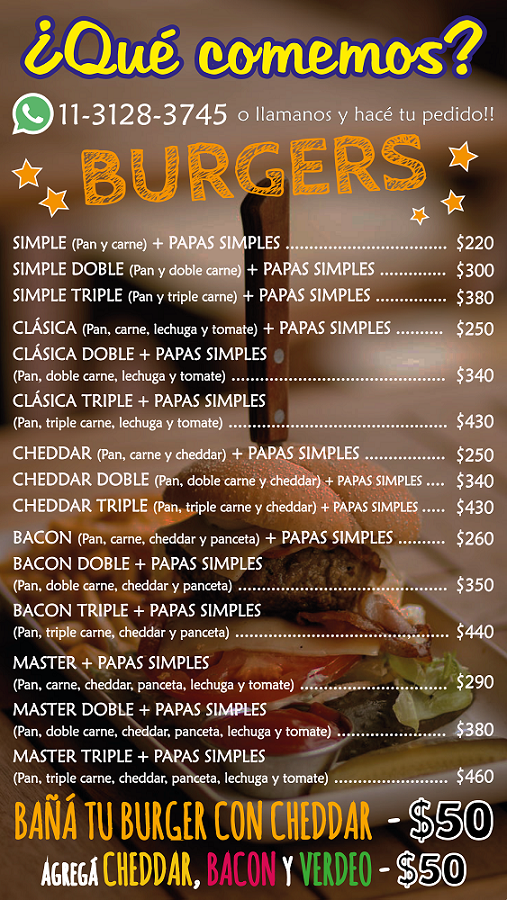 ¿Qué comemos?
11-3128-3745 o llamanos y hacé tu pedido!!
BURGERS
SIMPLE (Pan y carne) + PAPAS SIMPLES ................................ $220
SIMPLE DOBLE (Pan y doble carne) + PAPAS SIMPLES ............. $300
SIMPLE TRIPLE (Pan y triple carne) + PAPAS SIMPLES .............. $380
CLÁSICA (Pan, carne, lechuga y tomate) + PAPAS SIMPLES .......... $250
CLÁSICA DOBLE + PAPAS SIMPLES
(Pan, doble carne, lechuga y tomate) ........................................... $340
CLÁSICA TRIPLE + PAPAS SIMPLES
(Pan, triple carne, lechuga y tomate) ........................................... $430
CHEDDAR (Pan, carne y cheddar) + PAPAS SIMPLES ................ $250
CHEDDAR DOBLE (Pan, doble carne y cheddar) + PAPAS SIMPLES .... $340
CHEDDAR TRIPLE (Pan, triple carne y cheddar) + PAPAS SIMPLES .... $430
BACON (Pan, carne, cheddar y panceta) + PAPAS SIMPLES .......... $260
BACON DOBLE + PAPAS SIMPLES
(Pan, doble carne, cheddar y panceta) ......................................... $350
BACON TRIPLE + PAPAS SIMPLES
(Pan, triple carne, cheddar y panceta) .......................................... $440
MASTER + PAPAS SIMPLES
(Pan, carne, cheddar, panceta, lechuga y tomate) ............................. $290
MASTER DOBLE + PAPAS SIMPLES
(Pan, doble carne, cheddar, panceta, lechuga y tomate) ...................... $380
MASTER TRIPLE + PAPAS SIMPLES
(Pan, triple carne, cheddar, panceta, lechuga y tomate) ....................... $460
BAÑÁ TU BURGER CON CHEDDAR - $50
AGREGÁ CHEDDAR, BACON Y VERDEO - $50